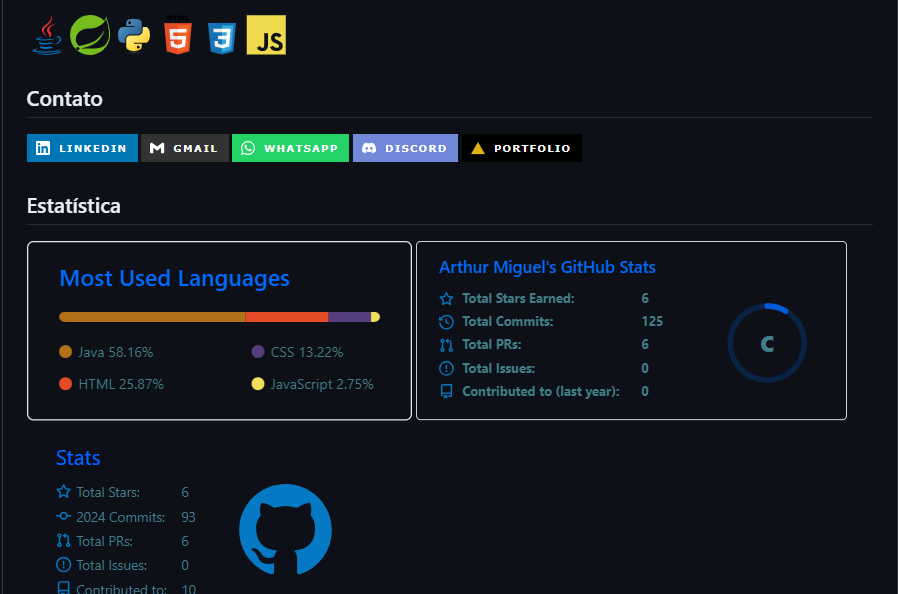 HTML
5
3
JS
Contato
LINKEDIN GMAIL WHATSAPP DISCORD PORTFOLIO
Estatística
Most Used Languages
Java 58.16%
CSS 13.22%
HTML 25.87%
JavaScript 2.75%
Arthur Miguel's GitHub Stats
Total Stars Earned: 6
Total Commits: 125
Total PRs: 6
Total Issues: 0
Contributed to (last year): 0
C
Stats
Total Stars: 6
2024 Commits: 93
Total PRs: 6
Total Issues: 0
Contributed to: 10